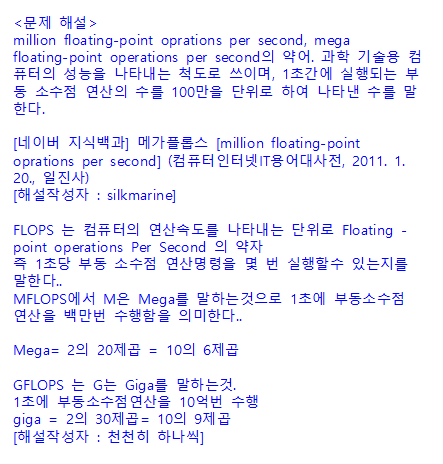 <문제 해설>
million floating-point oprations per second, mega
floating-point operations per second의 약어. 과학 기술용 컴
퓨터의 성능을 나타내는 척도로 쓰이며, 1초간에 실행되는 부
동 소수점 연산의 수를 100만을 단위로 하여 나타낸 수를 말
한다.
[네이버 지식백과] 메가플롭스 [million floating-point
oprations per second] (컴퓨터인터넷IT용어대사전, 2011. 1.
20., 일진사)
[해설작성자 : silkmarine]
FLOPS 는 컴퓨터의 연산속도를 나타내는 단위로 Floating -
point operations Per Second 의 약자
즉 1초당 부동 소수점 연산명령을 몇 번 실행할수 있는지를
말한다..
MFLOPS에서 M은 Mega를 말하는것으로 1초에 부동소수점
연산을 백만번 수행함을 의미한다..
Mega= 2의 20제곱 = 10의 6제곱
GFLOPS 는 G는 Giga를 말하는것.
1초에 부동소수점연산을 10억번 수행
giga = 2의 30제곱= 10의 9제곱
[해설작성자 : 천천히 하나씩]